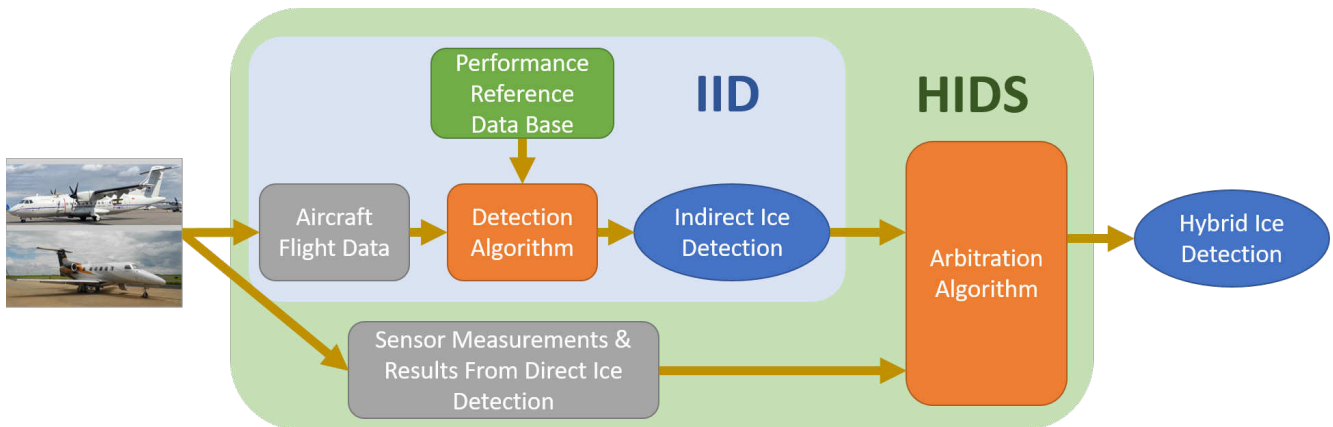 Performance
Reference
Data Base
IID
HIDS
Aircraft
Flight Data
Detection
Algorithm
Indirect Ice
Detection
Arbitration
Algorithm
Hybrid Ice
Detection
Sensor Measurements &
Results From Direct Ice
Detection